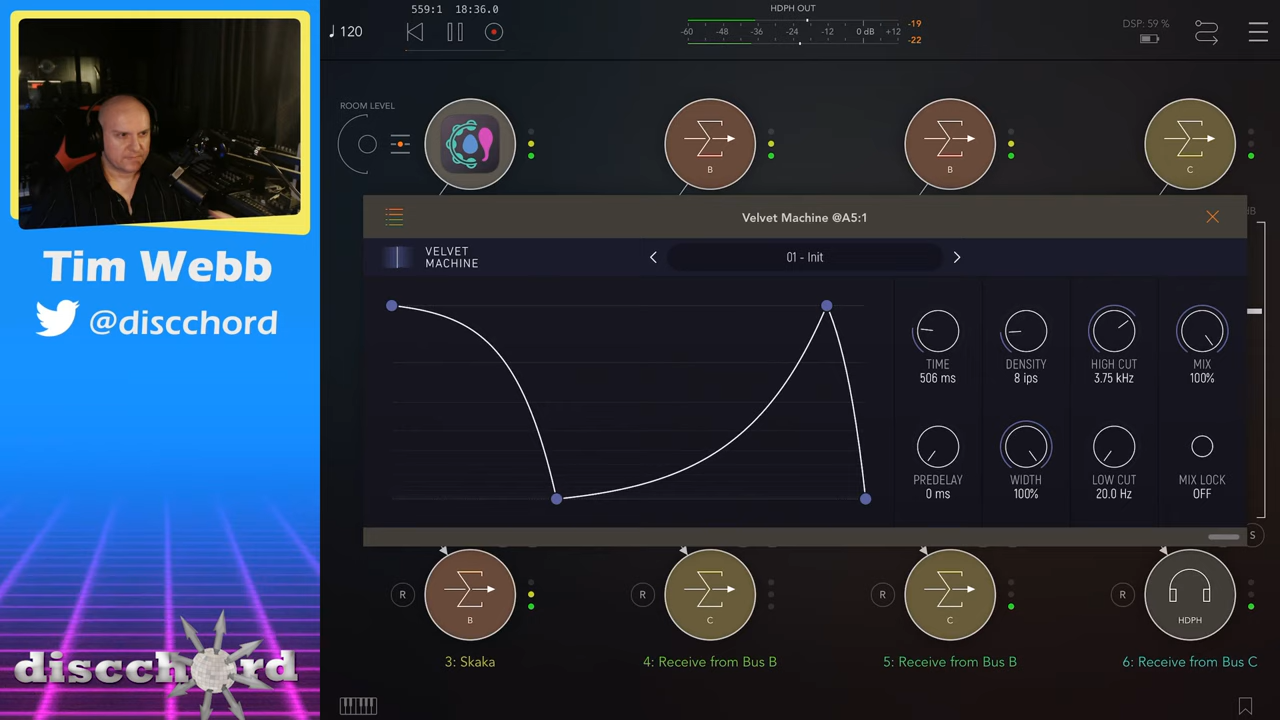 559:1 18:36.0
HDPH OUT
♩ 120
-60 -48 -36 -24 -12 0 dB +12
-19
-22
DSP: 59 %
ROOM LEVEL
B
B
C
Velvet Machine @A5:1
dB
VELVET
MACHINE
01 - Init
TIME
506 ms
DENSITY
8 ips
HIGH CUT
3.75 kHz
MIX
100%
PREDELAY
0 ms
WIDTH
100%
LOW CUT
20.0 Hz
MIX LOCK
OFF
S
R
R
R
R
B
C
C
HDPH
3: Skaka
4: Receive from Bus B
5: Receive from Bus B
6: Receive from Bus C
Tim Webb
@discchord
discchord